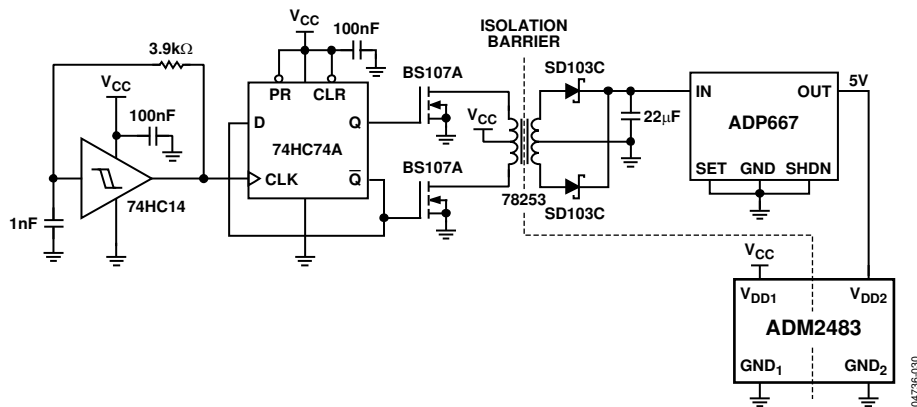 ISOLATION
BARRIER
VCC
100nF
3.9kΩ
BS107A
SD103C
VCC
PR
CLR
IN
OUT
5V
100nF
D
Q
VCC
22μF
ADP667
74HC74A
BS107A
CLK
Q
SET
GND
SHDN
78253
SD103C
1nF
74HC14
VCC
VDD1
VDD2
ADM2483
GND1
GND2
04736-030